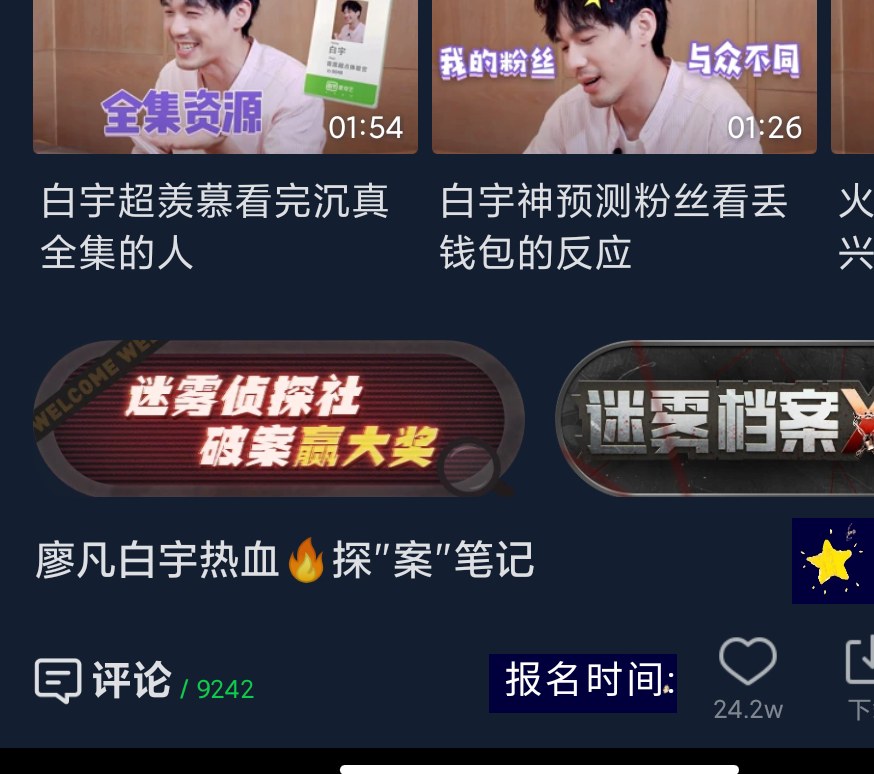 白宇
全集资源
01:54
我的粉丝
与众不同
01:26
白宇超羡慕看完沉真
全集的人
白宇神预测粉丝看丢
钱包的反应
火
兴
WELCOME WE
迷雾侦探社
破案赢大奖
迷雾档案X
廖凡白宇热血🔥探"案"笔记
评论 / 9242
报名时间:
24.2w
下